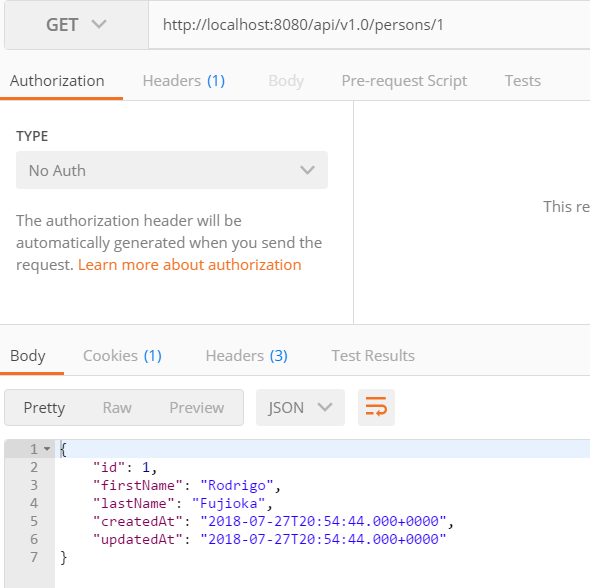 GET http://localhost:8080/api/v1.0/persons/1
Authorization Headers (1) Body Pre-request Script Tests
TYPE
No Auth
This re
The authorization header will be
automatically generated when you send the
request. Learn more about authorization
Body Cookies (1) Headers (3) Test Results
Pretty Raw Preview JSON
1 {
2 "id": 1,
3 "firstName": "Rodrigo",
4 "lastName": "Fujioka",
5 "createdAt": "2018-07-27T20:54:44.000+0000",
6 "updatedAt": "2018-07-27T20:54:44.000+0000"
7 }